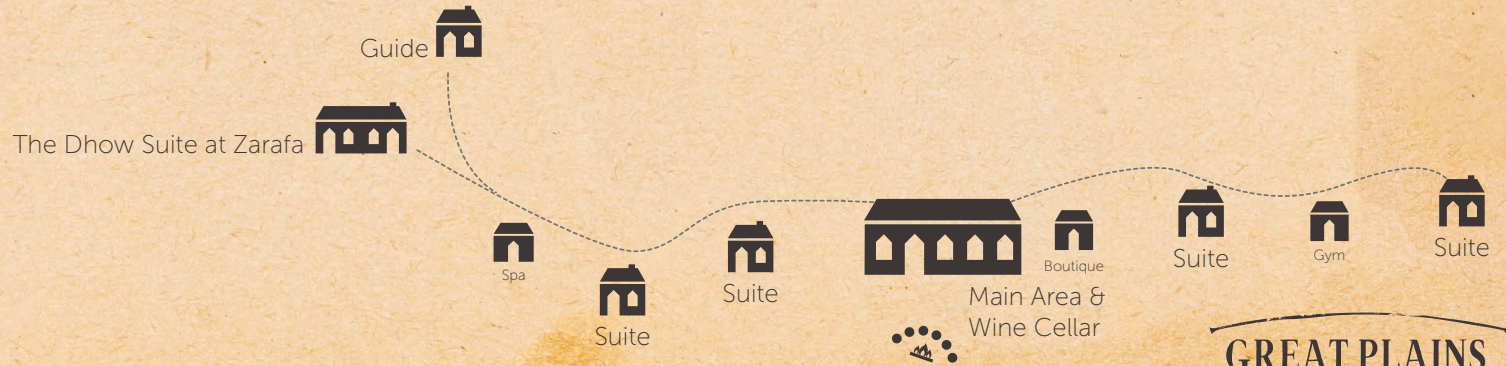 Guide
The Dhow Suite at Zarafa
Spa
Suite
Suite
Main Area &
Wine Cellar
Boutique
Suite
Gym
Suite
GREAT PLAINS